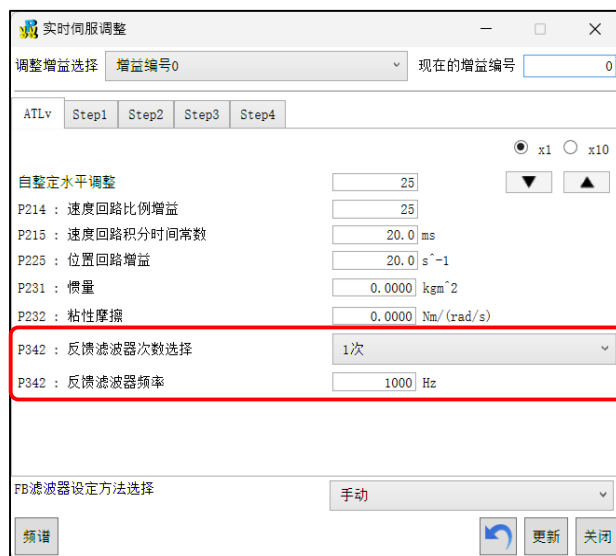 实时伺服调整
调整增益选择 增益编号0 现在的增益编号 0
ATLv Step1 Step2 Step3 Step4
x1 x10
自整定水平调整 25
P214 : 速度回路比例增益 25
P215 : 速度回路积分时间常数 20.0 ms
P225 : 位置回路增益 20.0 s^-1
P231 : 惯量 0.0000 kgm^2
P232 : 粘性摩擦 0.0000 Nm/(rad/s)
P342 : 反馈滤波器次数选择 1次
P342 : 反馈滤波器频率 1000 Hz
FB滤波器设定方法选择 手动
频谱 更新 关闭